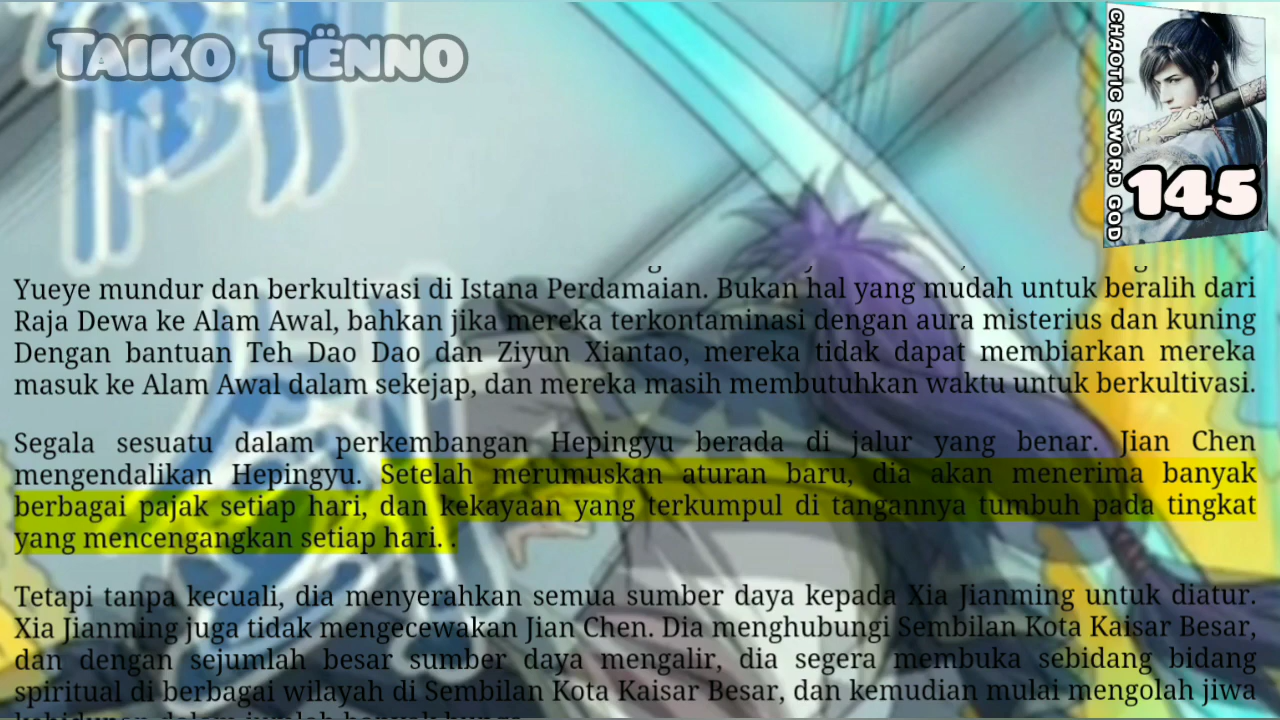 Taiko Tënno
CHAOTIC SWORD GOD
145
Yueye mundur dan berkultivasi di Istana Perdamaian. Bukan hal yang mudah untuk beralih dari
Raja Dewa ke Alam Awal, bahkan jika mereka terkontaminasi dengan aura misterius dan kuning
Dengan bantuan Teh Dao Dao dan Ziyun Xiantao, mereka tidak dapat membiarkan mereka
masuk ke Alam Awal dalam sekejap, dan mereka masih membutuhkan waktu untuk berkultivasi.
Segala sesuatu dalam perkembangan Hepingyu berada di jalur yang benar. Jian Chen
mengendalikan Hepingyu. Setelah merumuskan aturan baru, dia akan menerima banyak
berbagai pajak setiap hari, dan kekayaan yang terkumpul di tangannya tumbuh pada tingkat
yang mencengangkan setiap hari. .
Tetapi tanpa kecuali, dia menyerahkan semua sumber daya kepada Xia Jianming untuk diatur.
Xia Jianming juga tidak mengecewakan Jian Chen. Dia menghubungi Sembilan Kota Kaisar Besar,
dan dengan sejumlah besar sumber daya mengalir, dia segera membuka sebidang bidang
spiritual di berbagai wilayah di Sembilan Kota Kaisar Besar, dan kemudian mulai mengolah jiwa